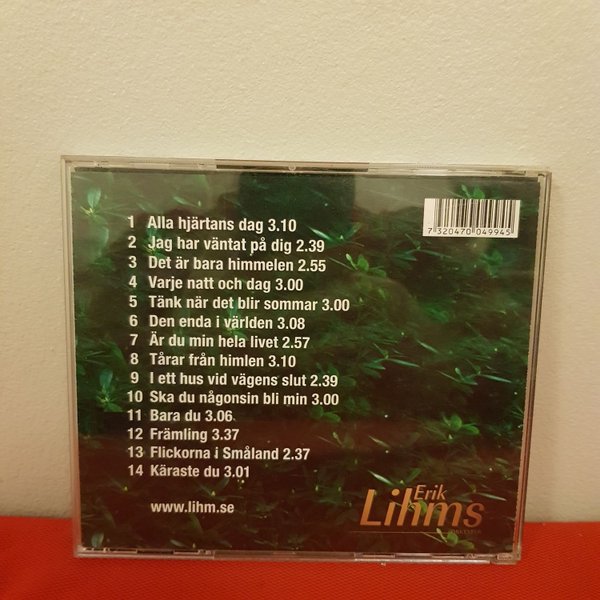 1 Alla hjärtans dag 3.10
2 Jag har väntat på dig 2.39
3 Det är bara himmelen 2.55
4 Varje natt och dag 3.00
5 Tänk när det blir sommar 3.00
6 Den enda i världen 3.08
7 Är du min hela livet 2.57
8 Tårar från himlen 3.10
9 I ett hus vid vägens slut 2.39
10 Ska du någonsin bli min 3.00
11 Bara du 3.06
12 Främling 3.37
13 Flickorna i Småland 2.37
14 Käraste du 3.01
www.lihm.se
7 320470 049945
Erik
Lihms